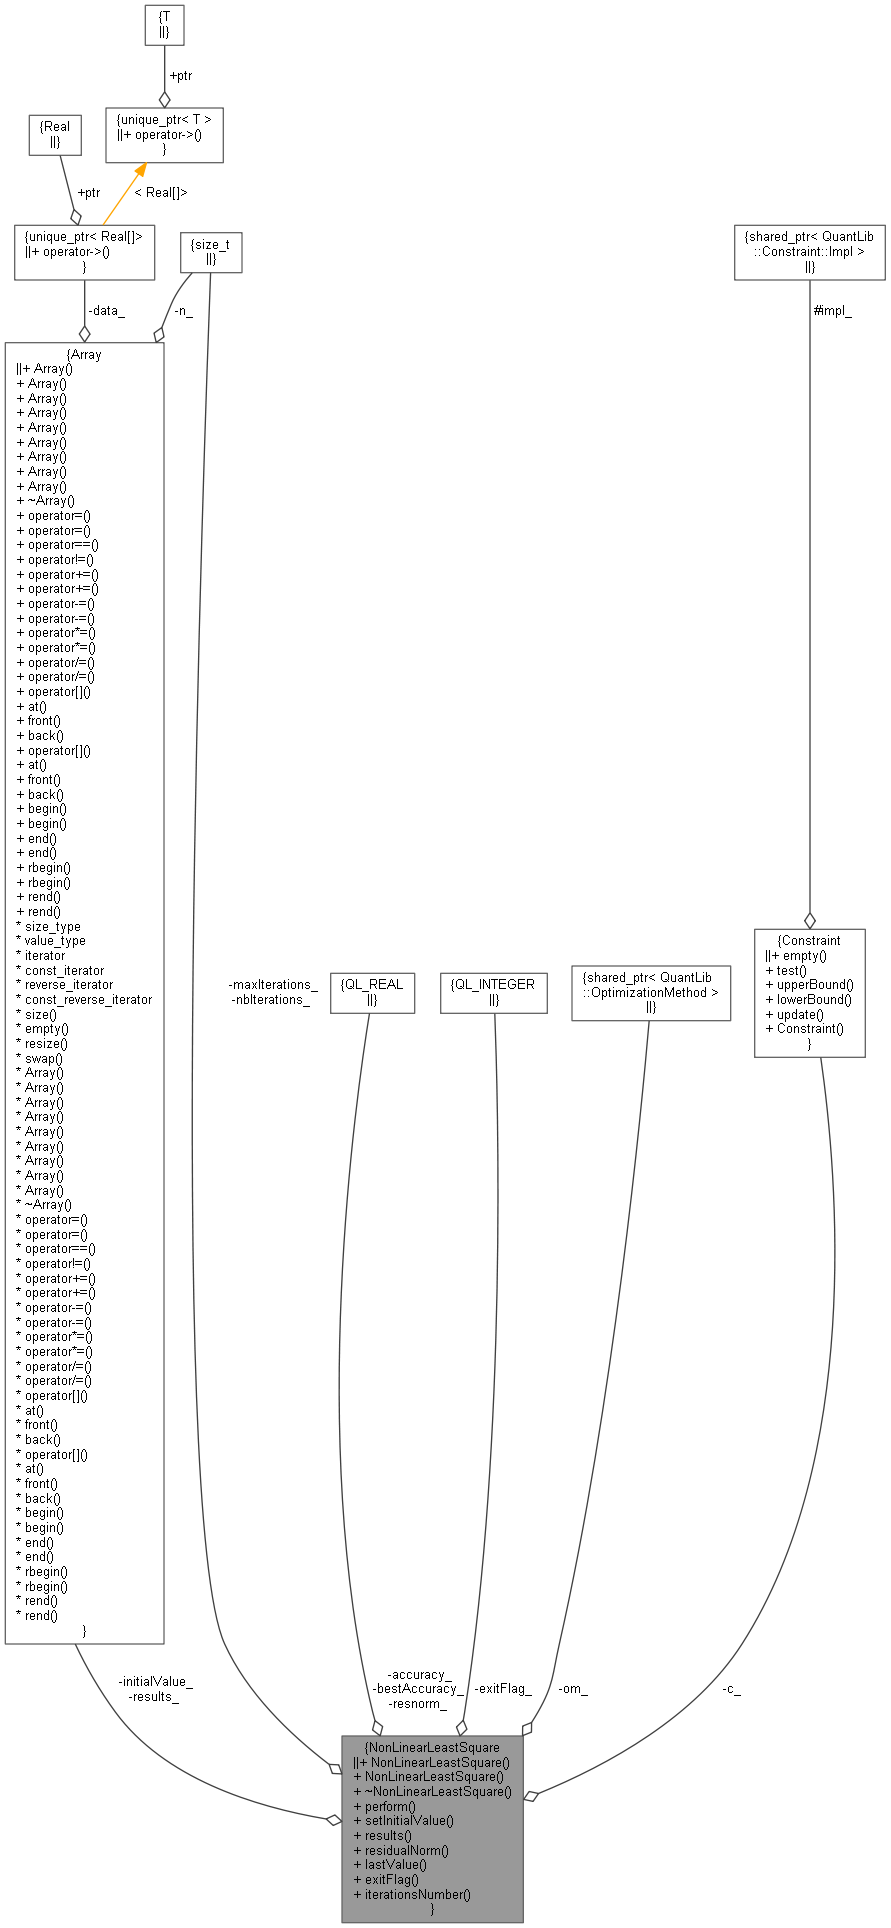 {T
||}
+ptr
{unique_ptr< T >
||+ operator->()
}
{Real
||}
+ptr
< Real[]>
{unique_ptr< Real[]>
||+ operator->()
}
{size_t
||}
{shared_ptr< QuantLib
::Constraint::Impl >
||}
-data_
-n_
#impl_
{Array
||+ Array()
+ Array()
+ Array()
+ Array()
+ Array()
+ Array()
+ Array()
+ Array()
+ Array()
+ ~Array()
+ operator=()
+ operator=()
+ operator==()
+ operator!=()
+ operator+=()
+ operator+=()
+ operator-=()
+ operator-=()
+ operator*=()
+ operator*=()
+ operator/=()
+ operator/=()
+ operator[]()
+ at()
+ front()
+ back()
+ operator[]()
+ at()
+ front()
+ back()
+ begin()
+ begin()
+ end()
+ end()
+ rbegin()
+ rbegin()
+ rend()
+ rend()
* size_type
* value_type
* iterator
* const_iterator
* reverse_iterator
* const_reverse_iterator
* size()
* empty()
* resize()
* swap()
* Array()
* Array()
* Array()
* Array()
* Array()
* Array()
* Array()
* Array()
* Array()
* ~Array()
* operator=()
* operator=()
* operator==()
* operator!=()
* operator+=()
* operator+=()
* operator-=()
* operator-=()
* operator*=()
* operator*=()
* operator/=()
* operator/=()
* operator[]()
* at()
* front()
* back()
* operator[]()
* at()
* front()
* back()
* begin()
* begin()
* end()
* end()
* rbegin()
* rbegin()
* rend()
* rend()
}
-maxIterations_
-nbIterations_
{QL_REAL
||}
{QL_INTEGER
||}
{shared_ptr< QuantLib
::OptimizationMethod >
||}
{Constraint
||+ empty()
+ test()
+ upperBound()
+ lowerBound()
+ update()
+ Constraint()
}
-initialValue_
-results_
-accuracy_
-bestAccuracy_
-resnorm_
-exitFlag_
-om_
-c_
{NonLinearLeastSquare
||+ NonLinearLeastSquare()
+ NonLinearLeastSquare()
+ ~NonLinearLeastSquare()
+ perform()
+ setInitialValue()
+ results()
+ residualNorm()
+ lastValue()
+ exitFlag()
+ iterationsNumber()
}